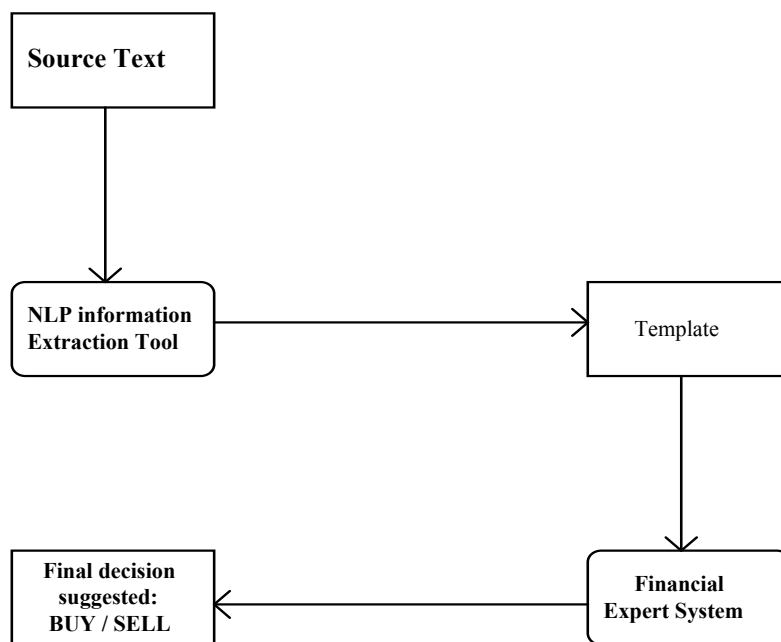 Source Text
NLP information
Extraction Tool
Template
Final decision
suggested:
BUY / SELL
Financial
Expert System